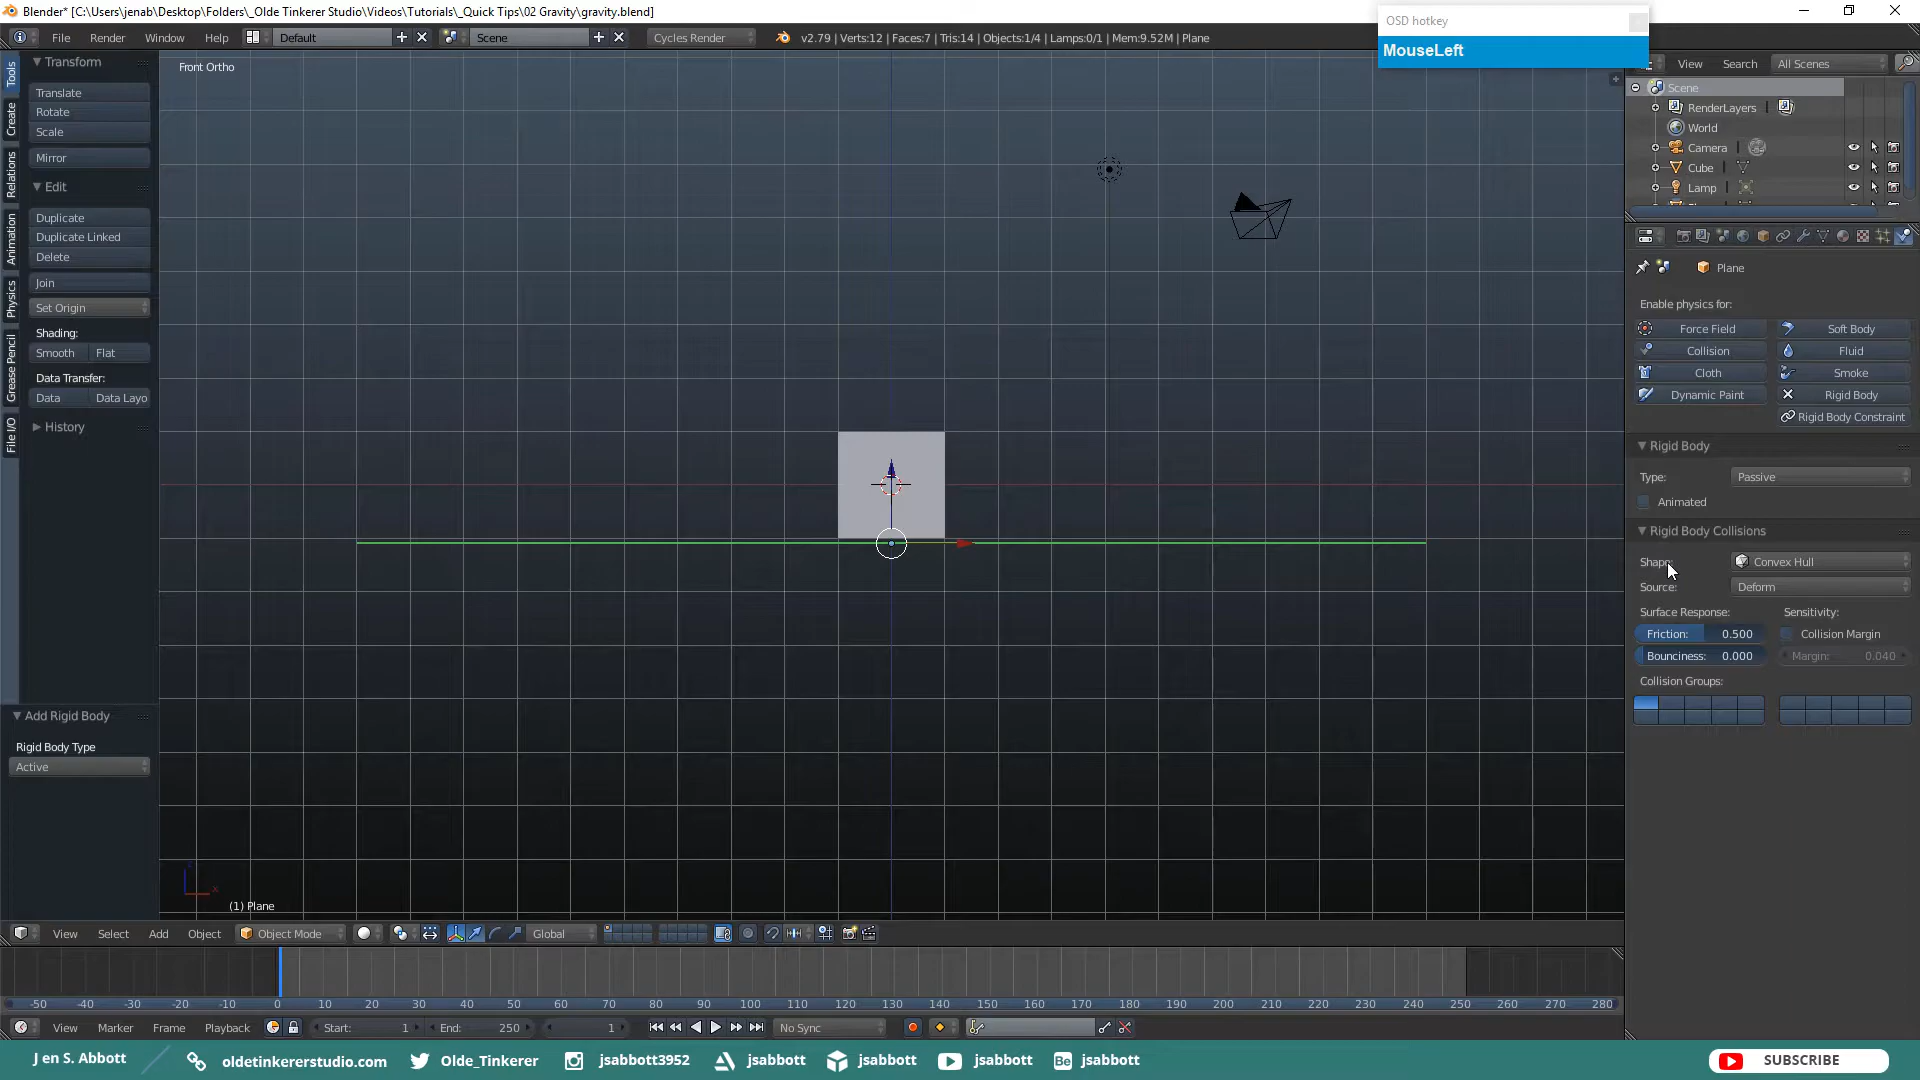 Blender* [C:\Users\jenab\Desktop\Folders\_Olde Tinkerer Studio\Videos\Tutorials\_Quick Tips\02 Gravity\gravity.blend]
OSD hotkey
MouseLeft
File Render Window Help Default Scene Cycles Render v2.79 | Verts:12 | Faces:7 | Tris:14 | Objects:1/4 | Lamps:0/1 | Mem:9.52M | Plane
View Search All Scenes
Scene
RenderLayers
World
Camera
Cube
Lamp
Tools
Create
Relations
Animation
Physics
Grease Pencil
File I/O
Transform
Translate
Rotate
Scale
Mirror
Edit
Duplicate
Duplicate Linked
Delete
Join
Set Origin
Shading:
Smooth Flat
Data Transfer:
Data Data Layo
History
Add Rigid Body
Rigid Body Type
Active
Front Ortho
(1) Plane
Plane
Enable physics for:
Force Field Soft Body
Collision Fluid
Cloth Smoke
Dynamic Paint Rigid Body
Rigid Body Constraint
Rigid Body
Type: Passive
Animated
Rigid Body Collisions
Shape: Convex Hull
Source: Deform
Surface Response: Sensitivity:
Friction: 0.500 Collision Margin
Bounciness: 0.000 Margin: 0.040
Collision Groups:
View Select Add Object Object Mode Global
-50 -40 -30 -20 -10 0 10 20 30 40 50 60 70 80 90 100 110 120 130 140 150 160 170 180 190 200 210 220 230 240 250 260 270 280
View Marker Frame Playback Start: 1 End: 250 1 No Sync
J en S. Abbott oldetinkererstudio.com Olde_Tinkerer jsabbott3952 jsabbott jsabbott jsabbott Be jsabbott SUBSCRIBE